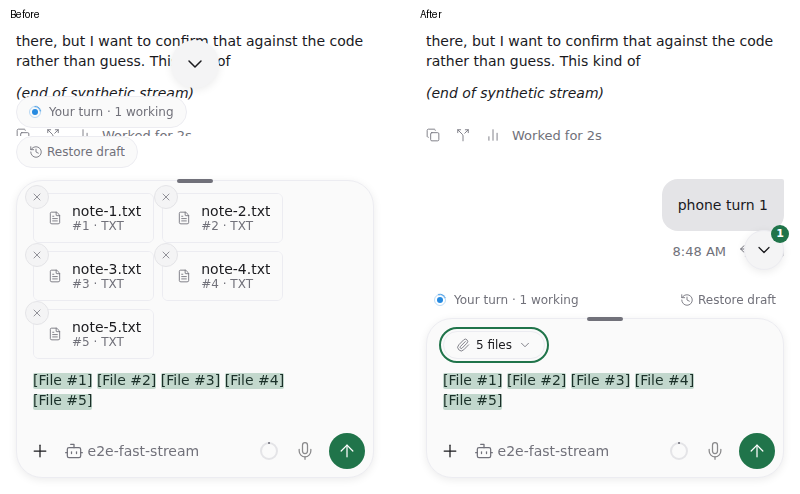 Before
there, but I want to confirm that against the code
rather than guess. This kind of
(end of synthetic stream)
Your turn · 1 working
Worked for 2s
Restore draft
note-1.txt
#1 · TXT
note-2.txt
#2 · TXT
note-3.txt
#3 · TXT
note-4.txt
#4 · TXT
note-5.txt
#5 · TXT
[File #1] [File #2] [File #3] [File #4]
[File #5]
e2e-fast-stream
After
there, but I want to confirm that against the code
rather than guess. This kind of
(end of synthetic stream)
Worked for 2s
phone turn 1
8:48 AM
1
Your turn · 1 working
Restore draft
5 files
[File #1] [File #2] [File #3] [File #4]
[File #5]
e2e-fast-stream